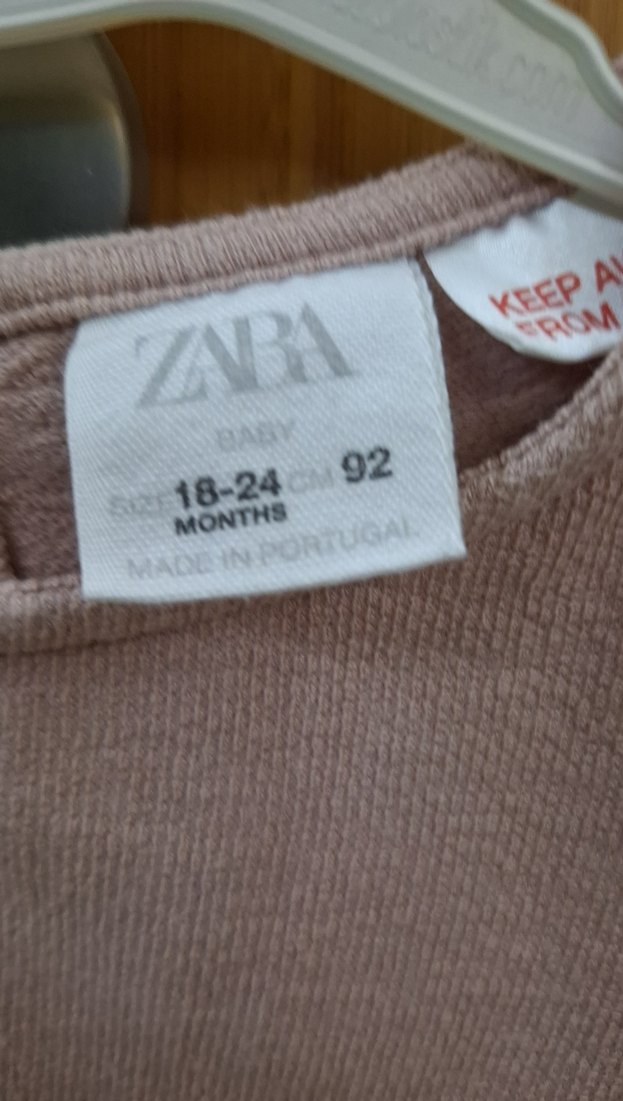 KEEP
FROM
ZARA
BABY
SIZE 18-24 CM 92
MONTHS
MADE IN PORTUGAL